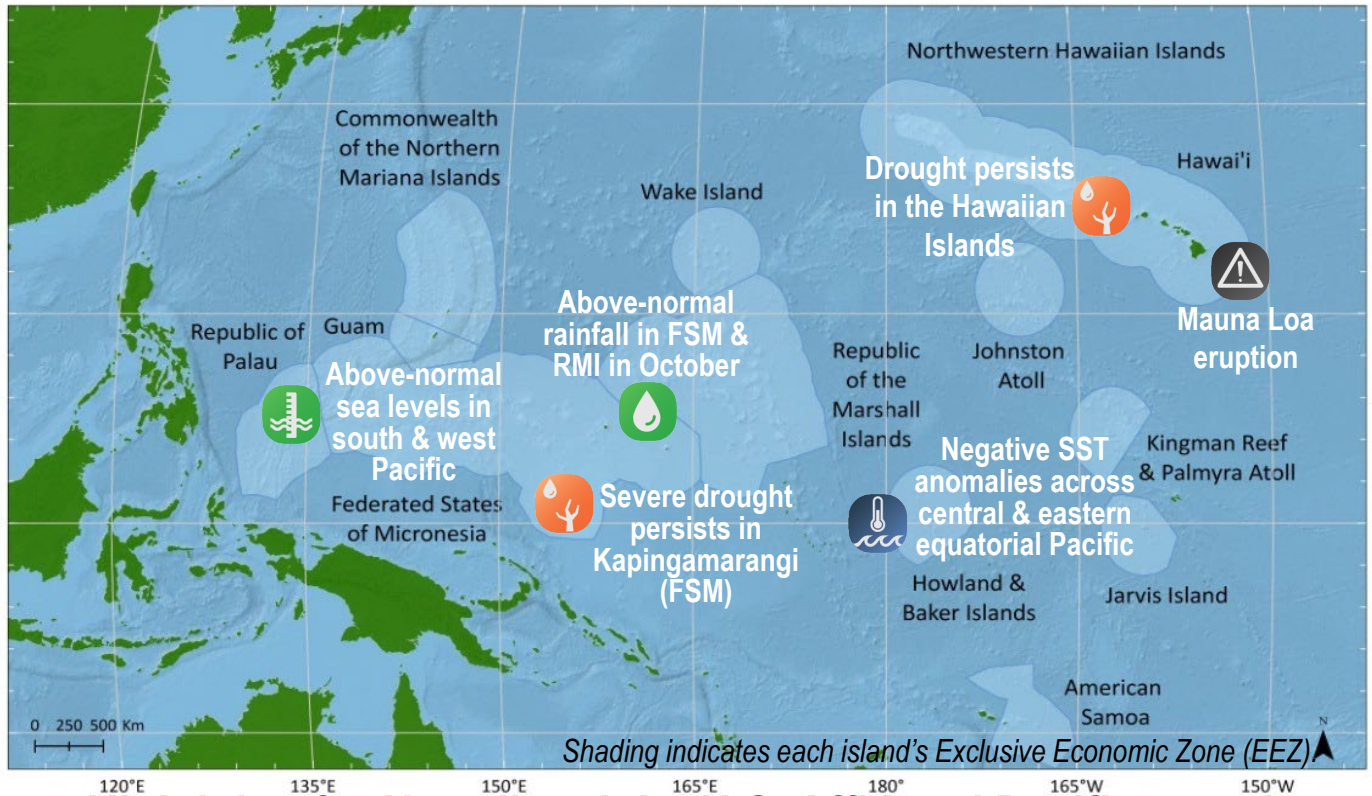 Northwestern Hawaiian Islands
Commonwealth
of the Northern
Mariana Islands
Wake Island
Hawai'i
Drought persists
in the Hawaiian
Islands
Mauna Loa
eruption
Above-normal
rainfall in FSM &
RMI in October
Republic of
Palau
Guam
Above-normal
sea levels in
south & west
Pacific
Republic
of the
Marshall
Islands
Johnston
Atoll
Kingman Reef
& Palmyra Atoll
Negative SST
anomalies across
central & eastern
equatorial Pacific
Federated States
of Micronesia
Severe drought
persists in
Kapingamarangi
(FSM)
Howland &
Baker Islands
Jarvis Island
American
Samoa
0 250 500 Km
N
Shading indicates each island's Exclusive Economic Zone (EEZ).
120°E 135°E 150°E 165°E 180° 165°W 150°W